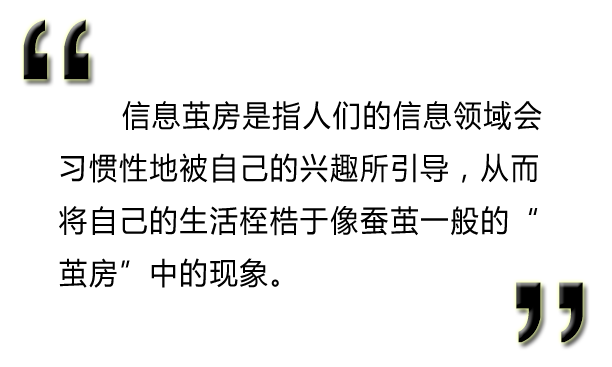 信息茧房是指人们的信息领域会
习惯性地被自己的兴趣所引导，从而
将自己的生活桎梏于像蚕茧一般的“
茧房”中的现象。